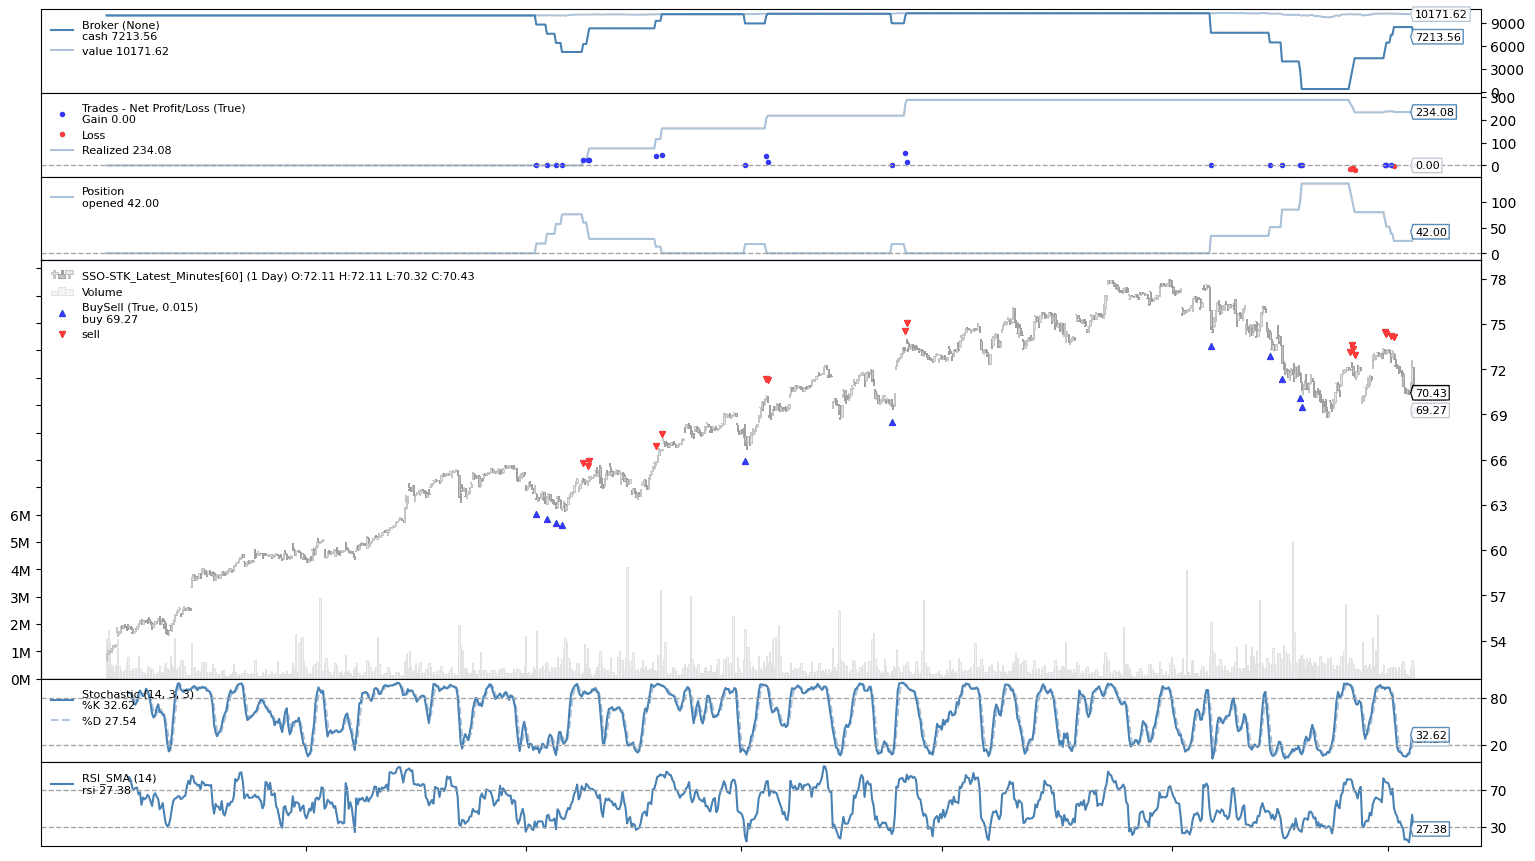 Broker (None)
cash 7213.56
value 10171.62
10171.62
9000
7213.56
6000
3000
0
Trades - Net Profit/Loss (True)
Gain 0.00
Loss
Realized 234.08
300
234.08
200
100
0.00
0
Position
opened 42.00
100
50
42.00
0
SSO-STK_Latest_Minutes[60] (1 Day) O:72.11 H:72.11 L:70.32 C:70.43
Volume
BuySell (True, 0.015)
buy 69.27
sell
78
75
72
70.43
69.27
69
66
63
60
57
54
6M
5M
4M
3M
2M
1M
0M
Stochastic (14, 3, 3)
%K 32.62
%D 27.54
80
32.62
20
RSI_SMA (14)
rsi 27.38
70
30
27.38